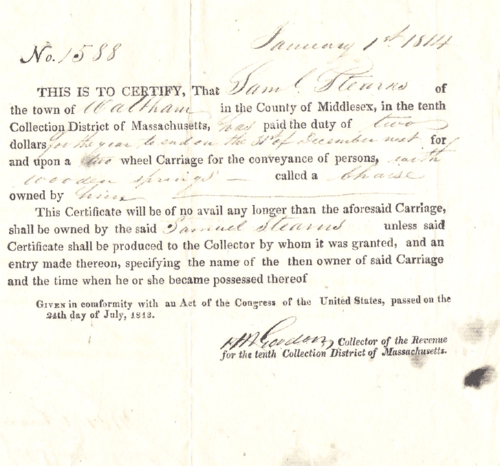 No. 1588 January 1st 1814
THIS IS TO CERTIFY, That Saml Stearns of
the town of Waltham in the County of Middlesex, in the tenth
Collection District of Massachusetts, has paid the duty of two
dollars for the year to end on the 31st of December next for
and upon a two wheel Carriage for the conveyance of persons, with
wooden springs called a Chaise
owned by him
This Certificate will be of no avail any longer than the aforesaid Carriage,
shall be owned by the said Samuel Stearns unless said
Certificate shall be produced to the Collector by whom it was granted, and an
entry made thereon, specifying the name of the then owner of said Carriage
and the time when he or she became possessed thereof
GIVEN in comformity with an Act of the Congress of the United States, passed on the
24th day of July, 1813.
Gordon, Collector of the Revenue
for the tenth Collection District of Massachusetts.